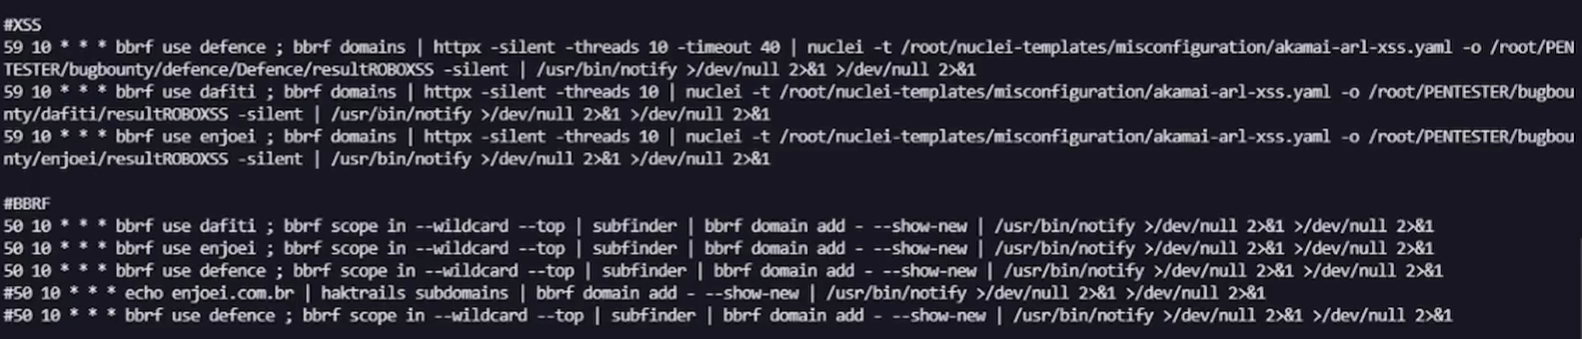 #XSS
59 10 * * * bbrf use defence ; bbrf domains | httpx -silent -threads 10 -timeout 40 | nuclei -t /root/nuclei-templates/misconfiguration/akamai-arl-xss.yaml -o /root/PEN
TESTER/bugbounty/defence/Defence/resultROBOXSS -silent | /usr/bin/notify >/dev/null 2>&1 >/dev/null 2>&1
59 10 * * * bbrf use dafiti ; bbrf domains | httpx -silent -threads 10 | nuclei -t /root/nuclei-templates/misconfiguration/akamai-arl-xss.yaml -o /root/PENTESTER/bugbou
nty/dafiti/resultROBOXSS -silent | /usr/bin/notify >/dev/null 2>&1 >/dev/null 2>&1
59 10 * * * bbrf use enjoei ; bbrf domains | httpx -silent -threads 10 | nuclei -t /root/nuclei-templates/misconfiguration/akamai-arl-xss.yaml -o /root/PENTESTER/bugbou
nty/enjoei/resultROBOXSS -silent | /usr/bin/notify >/dev/null 2>&1 >/dev/null 2>&1
#BBRF
50 10 * * * bbrf use dafiti ; bbrf scope in --wildcard --top | subfinder | bbrf domain add - --show-new | /usr/bin/notify >/dev/null 2>&1 >/dev/null 2>&1
50 10 * * * bbrf use enjoei ; bbrf scope in --wildcard --top | subfinder | bbrf domain add - --show-new | /usr/bin/notify >/dev/null 2>&1 >/dev/null 2>&1
50 10 * * * bbrf use defence ; bbrf scope in --wildcard --top | subfinder | bbrf domain add - --show-new | /usr/bin/notify >/dev/null 2>&1 >/dev/null 2>&1
#50 10 * * * echo enjoei.com.br | haktrails subdomains | bbrf domain add - --show-new | /usr/bin/notify >/dev/null 2>&1 >/dev/null 2>&1
#50 10 * * * bbrf use defence ; bbrf scope in --wildcard --top | subfinder | bbrf domain add - --show-new | /usr/bin/notify >/dev/null 2>&1 >/dev/null 2>&1